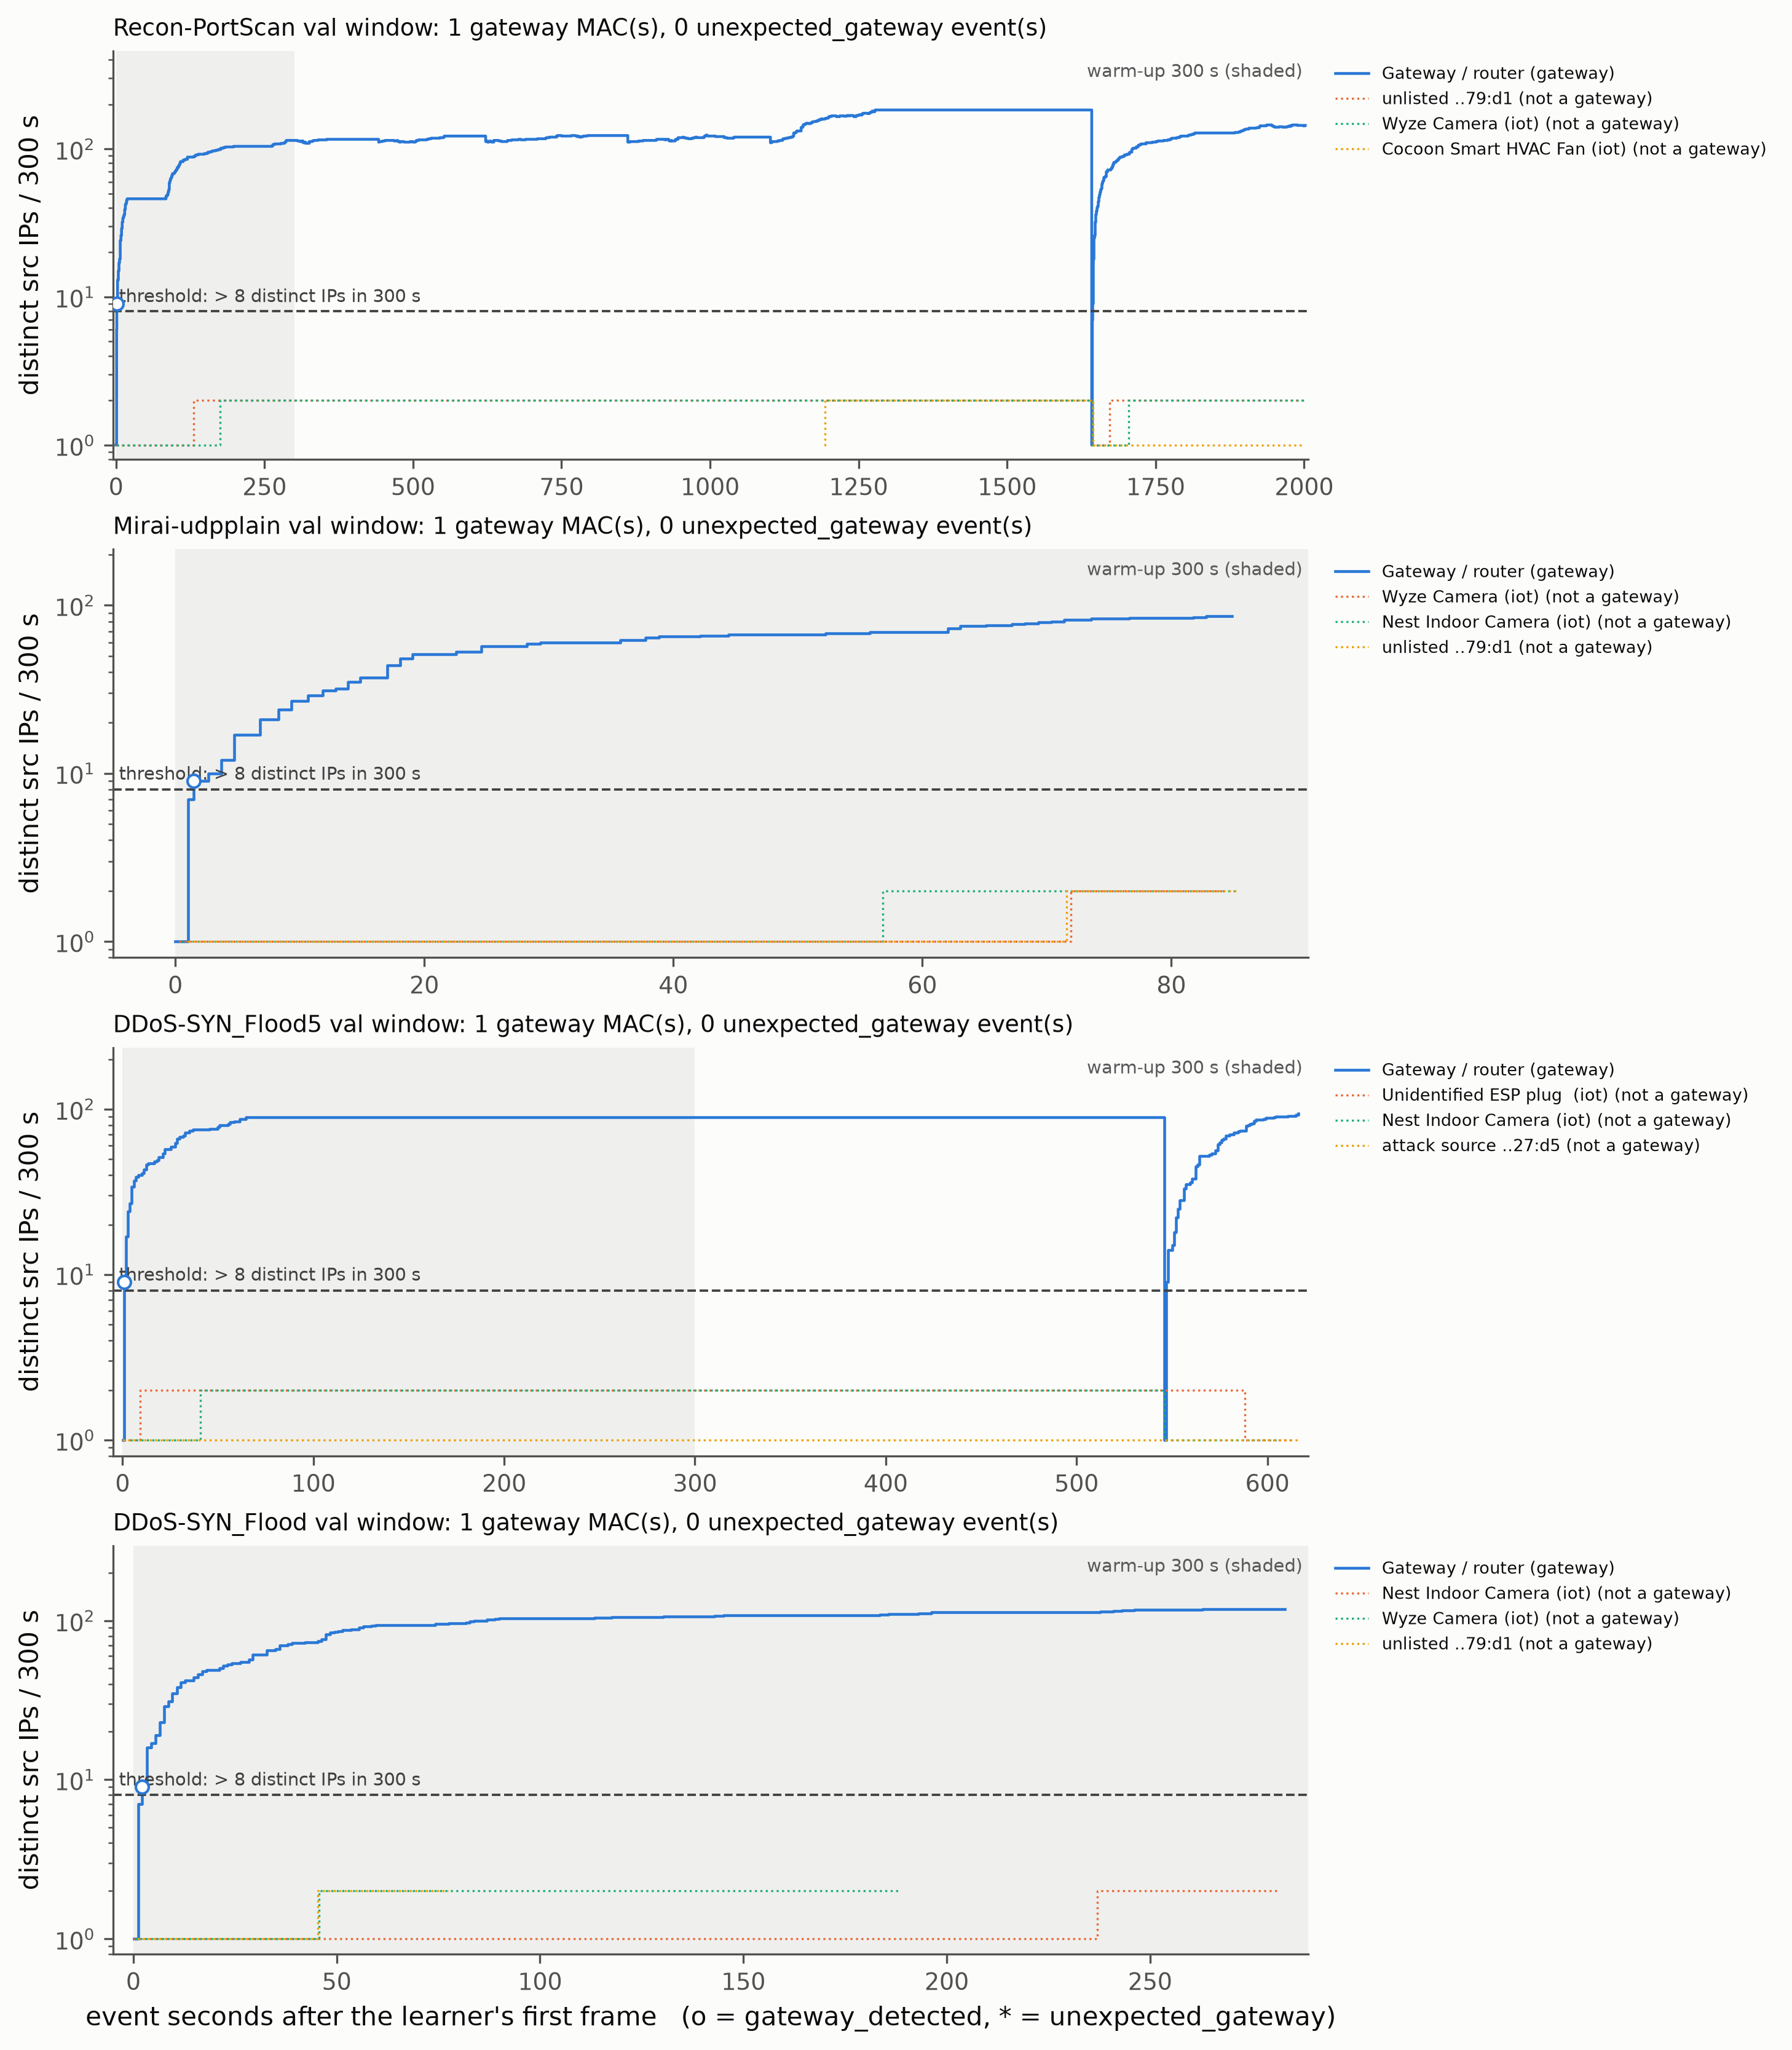 Recon-PortScan val window: 1 gateway MAC(s), 0 unexpected_gateway event(s)
warm-up 300 s (shaded)
threshold: > 8 distinct IPs in 300 s
distinct src IPs / 300 s
10²
10¹
10⁰
0 250 500 750 1000 1250 1500 1750 2000
Gateway / router (gateway)
unlisted ..79:d1 (not a gateway)
Wyze Camera (iot) (not a gateway)
Cocoon Smart HVAC Fan (iot) (not a gateway)
Mirai-udpplain val window: 1 gateway MAC(s), 0 unexpected_gateway event(s)
warm-up 300 s (shaded)
threshold: > 8 distinct IPs in 300 s
distinct src IPs / 300 s
10²
10¹
10⁰
0 20 40 60 80
Gateway / router (gateway)
Wyze Camera (iot) (not a gateway)
Nest Indoor Camera (iot) (not a gateway)
unlisted ..79:d1 (not a gateway)
DDoS-SYN_Flood5 val window: 1 gateway MAC(s), 0 unexpected_gateway event(s)
warm-up 300 s (shaded)
threshold: > 8 distinct IPs in 300 s
distinct src IPs / 300 s
10²
10¹
10⁰
0 100 200 300 400 500 600
Gateway / router (gateway)
Unidentified ESP plug  (iot) (not a gateway)
Nest Indoor Camera (iot) (not a gateway)
attack source ..27:d5 (not a gateway)
DDoS-SYN_Flood val window: 1 gateway MAC(s), 0 unexpected_gateway event(s)
warm-up 300 s (shaded)
threshold: > 8 distinct IPs in 300 s
distinct src IPs / 300 s
10²
10¹
10⁰
0 50 100 150 200 250
Gateway / router (gateway)
Nest Indoor Camera (iot) (not a gateway)
Wyze Camera (iot) (not a gateway)
unlisted ..79:d1 (not a gateway)
event seconds after the learner's first frame   (o = gateway_detected, * = unexpected_gateway)